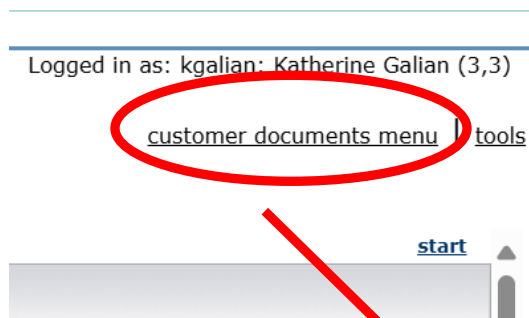 Logged in as: kgalian: Katherine Galian (3,3)
customer documents menu | tools
start